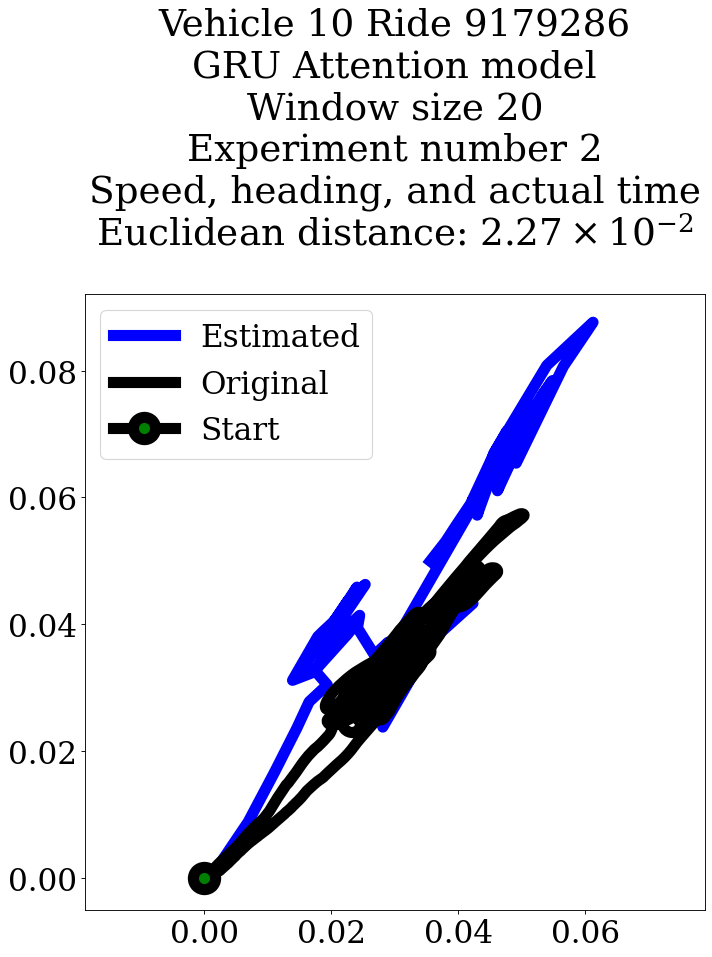 Vehicle 10 Ride 9179286
GRU Attention model
Window size 20
Experiment number 2
Speed, heading, and actual time
Euclidean distance: 2.27 × 10⁻²
Estimated
Original
Start
0.08
0.06
0.04
0.02
0.00
0.00 0.02 0.04 0.06